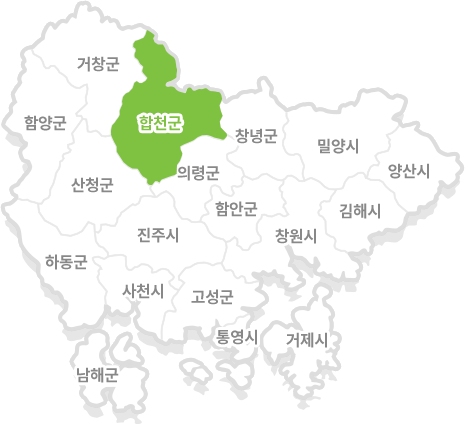 거창군
함양군
합천군
창녕군
밀양시
양산시
의령군
산청군
함안군
김해시
진주시
창원시
하동군
사천시
고성군
통영시
거제시
남해군